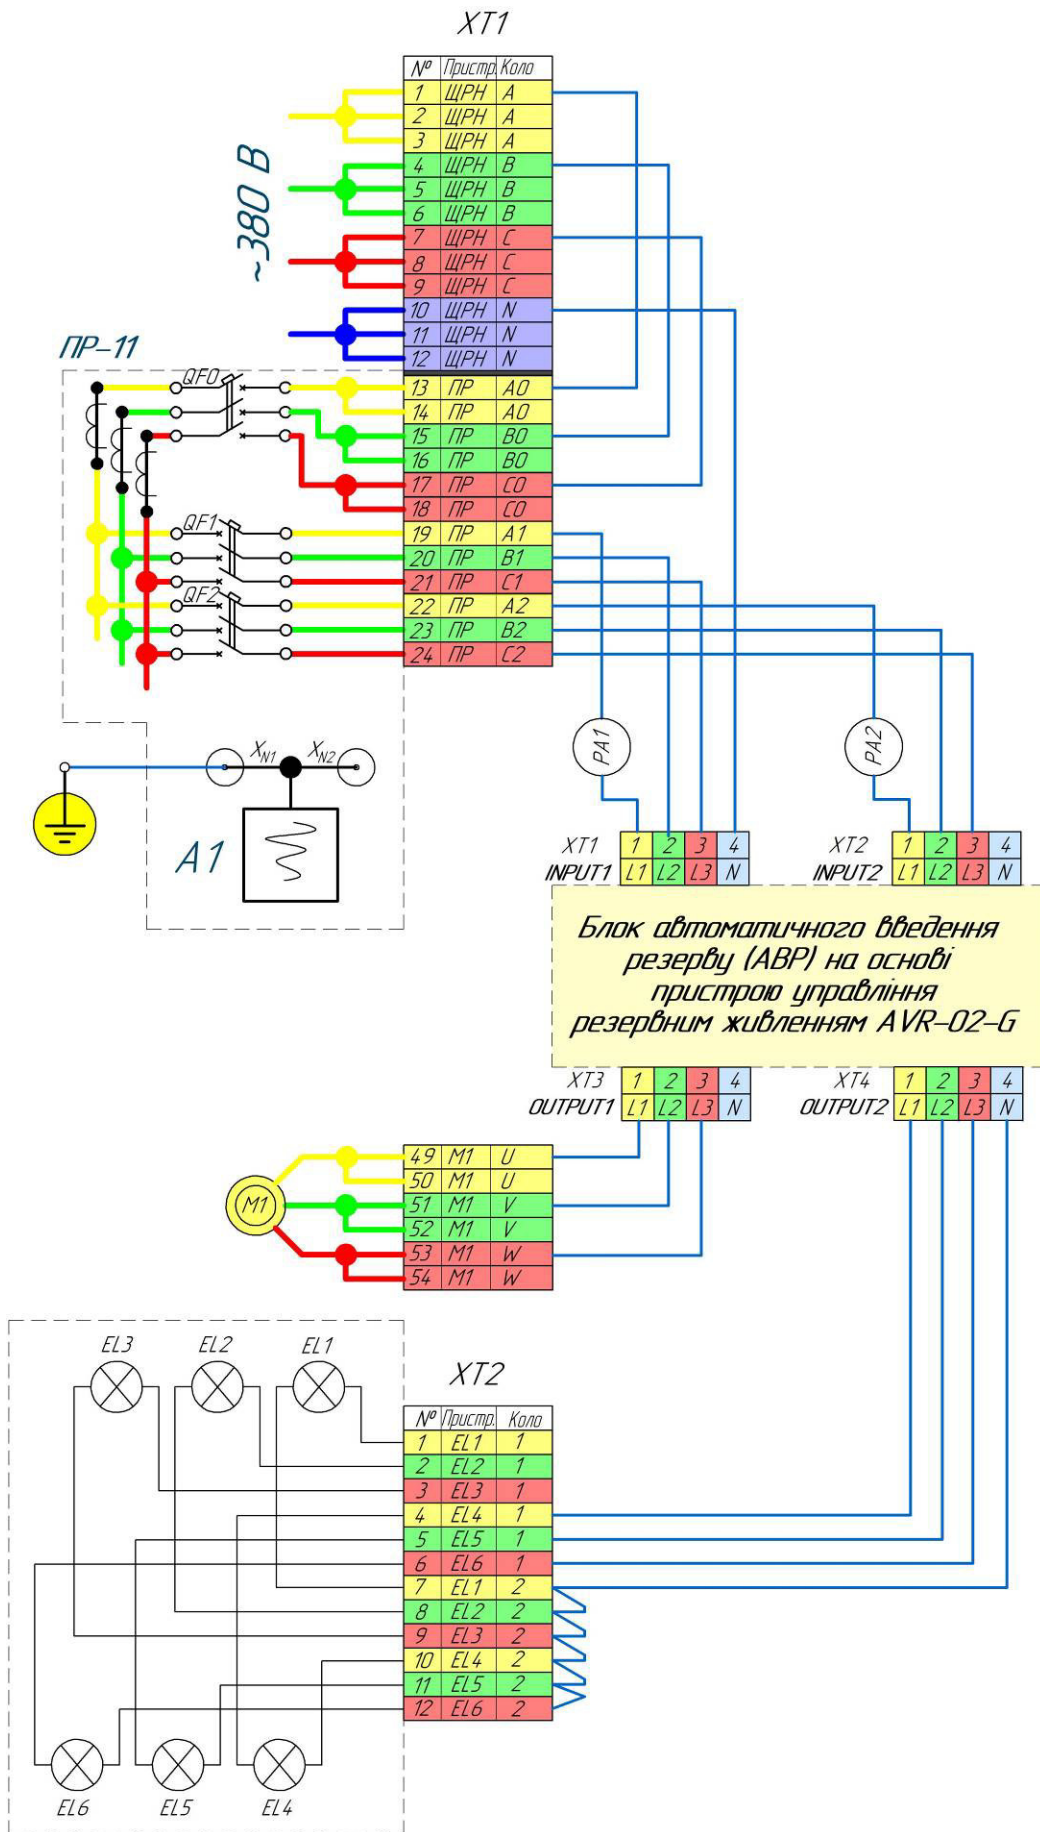 XT1
№ Пристр. Коло
1 ЩРН A
2 ЩРН A
3 ЩРН A
4 ЩРН B
5 ЩРН B
6 ЩРН B
7 ЩРН C
8 ЩРН C
9 ЩРН C
10 ЩРН N
11 ЩРН N
12 ЩРН N
~380 В
ПР-11
13 ПР A0
14 ПР A0
15 ПР B0
16 ПР B0
17 ПР C0
18 ПР C0
19 ПР A1
20 ПР B1
21 ПР C1
22 ПР A2
23 ПР B2
24 ПР C2
QF0
QF1
QF2
XN1 XN2
A1
PA1
PA2
XT1 1 2 3 4
INPUT1 L1 L2 L3 N
XT2 1 2 3 4
INPUT2 L1 L2 L3 N
Блок автоматичного введення
резерву (АВР) на основі
пристрою управління
резервним живленням AVR-02-G
XT3 1 2 3 4
OUTPUT1 L1 L2 L3 N
XT4 1 2 3 4
OUTPUT2 L1 L2 L3 N
M1
49 M1 U
50 M1 U
51 M1 V
52 M1 V
53 M1 W
54 M1 W
EL3 EL2 EL1
XT2
№ Пристр. Коло
1 EL1 1
2 EL2 1
3 EL3 1
4 EL4 1
5 EL5 1
6 EL6 1
7 EL1 2
8 EL2 2
9 EL3 2
10 EL4 2
11 EL5 2
12 EL6 2
EL6 EL5 EL4